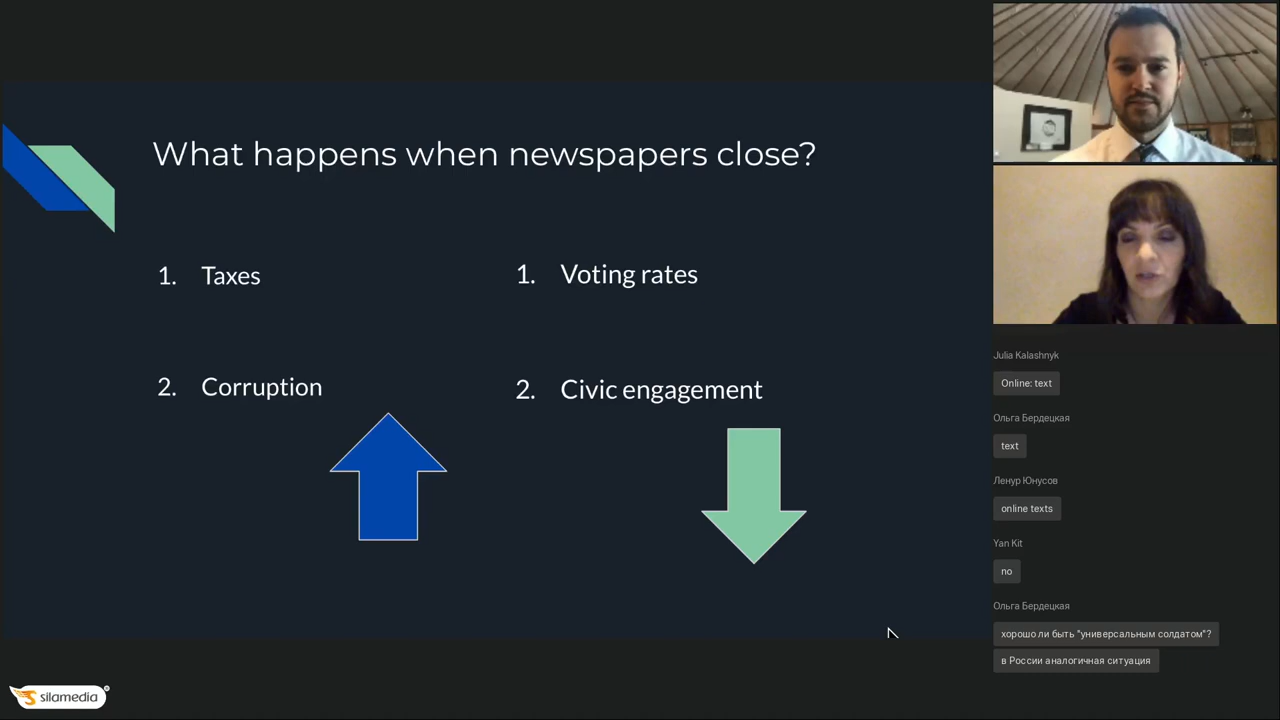 What happens when newspapers close?
1. Taxes
2. Corruption
1. Voting rates
2. Civic engagement
Julia Kalashnyk
Online: text
Ольга Бердецкая
text
Ленур Юнусов
online texts
Yan Kit
no
Ольга Бердецкая
хорошо ли быть "универсальным солдатом"?
в России аналогичная ситуация
silamedia